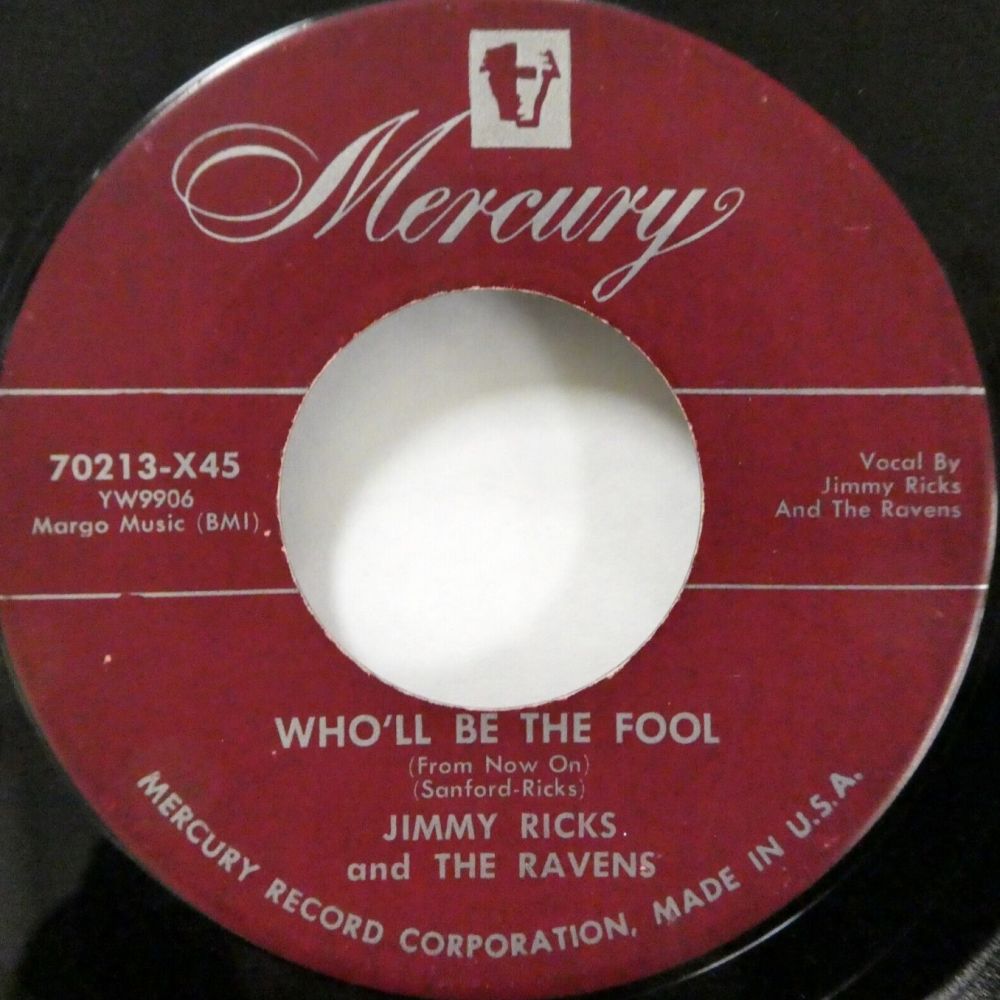 Mercury
70213-X45
YW9906
Margo Music (BMI)
Vocal By
Jimmy Ricks
And The Ravens
WHO'LL BE THE FOOL
(From Now On)
(Sanford-Ricks)
JIMMY RICKS
and THE RAVENS
MERCURY RECORD CORPORATION, MADE IN U.S.A.